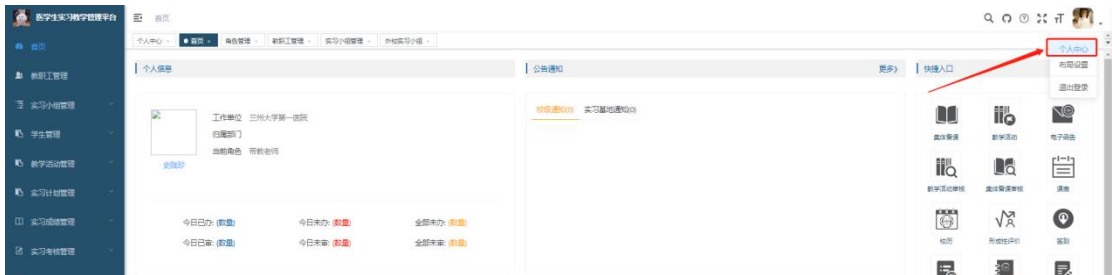 医学生实习教学管理平台
首页
个人中心
个人中心
首页
角色管理
教职工管理
实习小组管理
外校实习小组
布局设置
退出登录
首页
教职工管理
实习小组管理
学生管理
教学活动管理
实习计划管理
实习成绩管理
实习考核管理
个人信息
工作单位 兰州大学第一医院
归属部门
当前角色 带教老师
今日已办: (数量) 今日未办: (数量) 全部未办: (数量)
今日已审: (数量) 今日未审: (数量) 全部未审: (数量)
公告通知 更多》
校级通知(0) 实习基地通知(0)
快捷入口
集体备课 教学活动 电子函告
教学活动审核 集体备课审核 课表
校历 形成性评价 签到